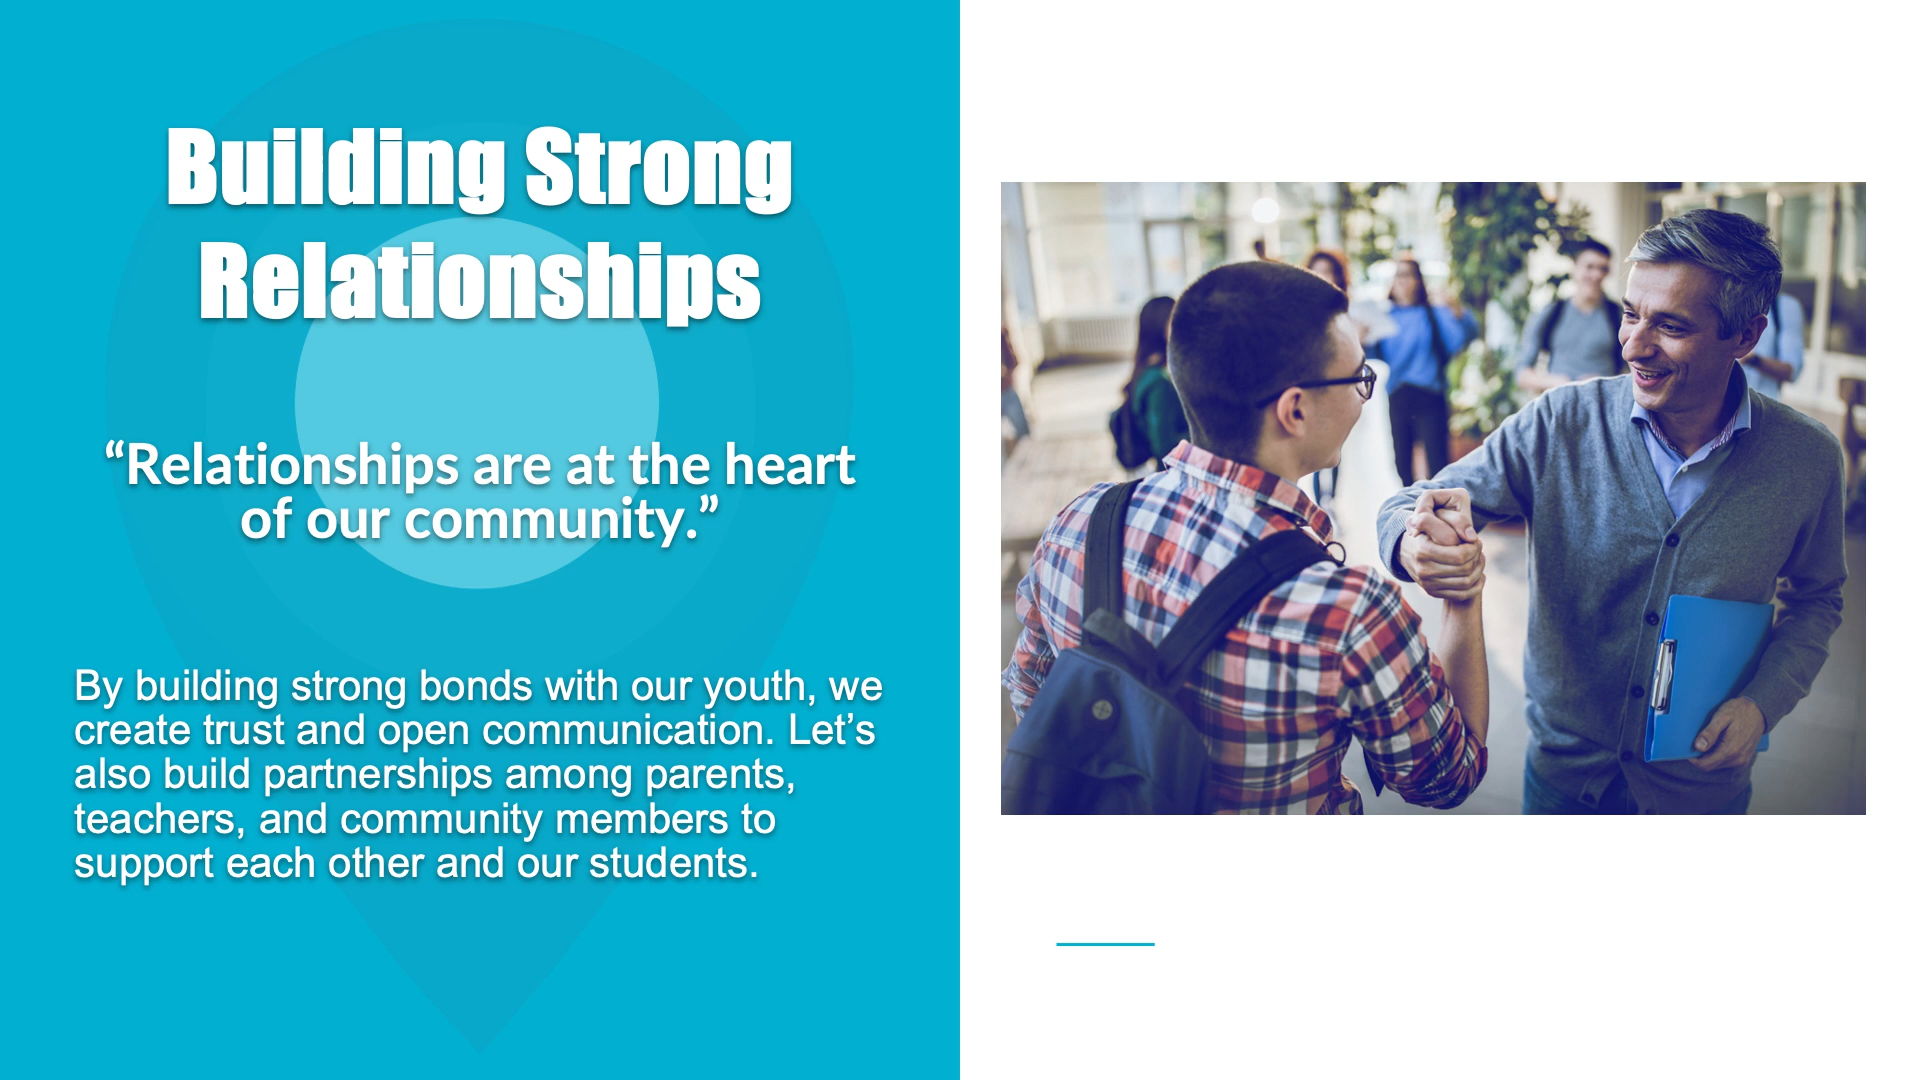 Building Strong
Relationships
“Relationships are at the heart
of our community.”
By building strong bonds with our youth, we
create trust and open communication. Let’s
also build partnerships among parents,
teachers, and community members to
support each other and our students.